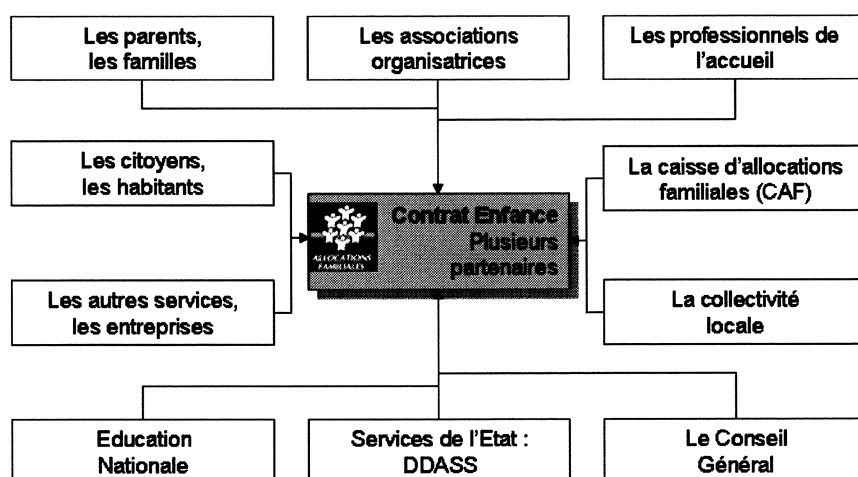 Les parents,
les familles
Les associations
organisatrices
Les professionnels de
l'accueil
Les citoyens,
les habitants
La caisse d'allocations
familiales (CAF)
Contrat Enfance
Plusieurs
partenaires
ALLOCATIONS
FAMILIALES
Les autres services,
les entreprises
La collectivité
locale
Education
Nationale
Services de l'Etat :
DDASS
Le Conseil
Général